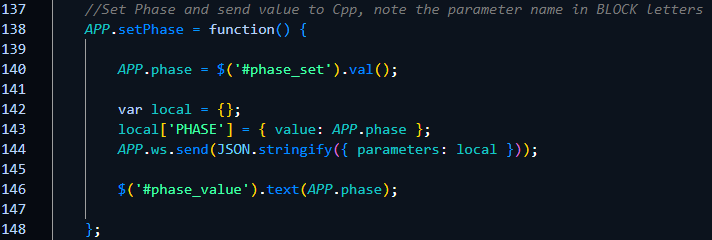 137 //Set Phase and send value to Cpp, note the parameter name in BLOCK letters
138 APP.setPhase = function() {
139
140 APP.phase = $('#phase_set').val();
141
142 var local = {};
143 local['PHASE'] = { value: APP.phase };
144 APP.ws.send(JSON.stringify({ parameters: local }));
145
146 $('#phase_value').text(APP.phase);
147
148 };